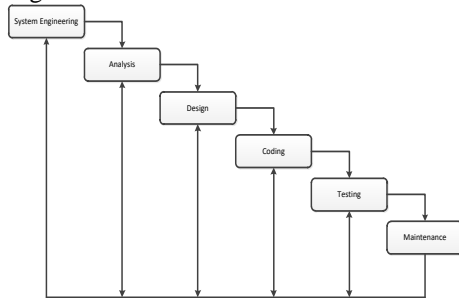 System Engineering
Analysis
Design
Coding
Testing
Maintenance